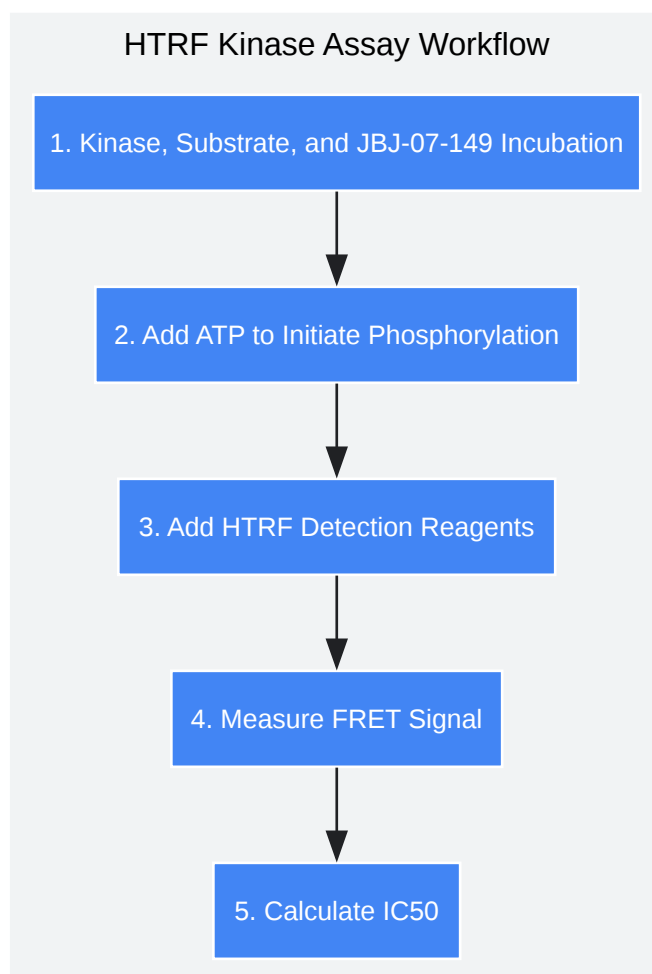 HTRF Kinase Assay Workflow
1. Kinase, Substrate, and JBJ-07-149 Incubation
2. Add ATP to Initiate Phosphorylation
3. Add HTRF Detection Reagents
4. Measure FRET Signal
5. Calculate IC50